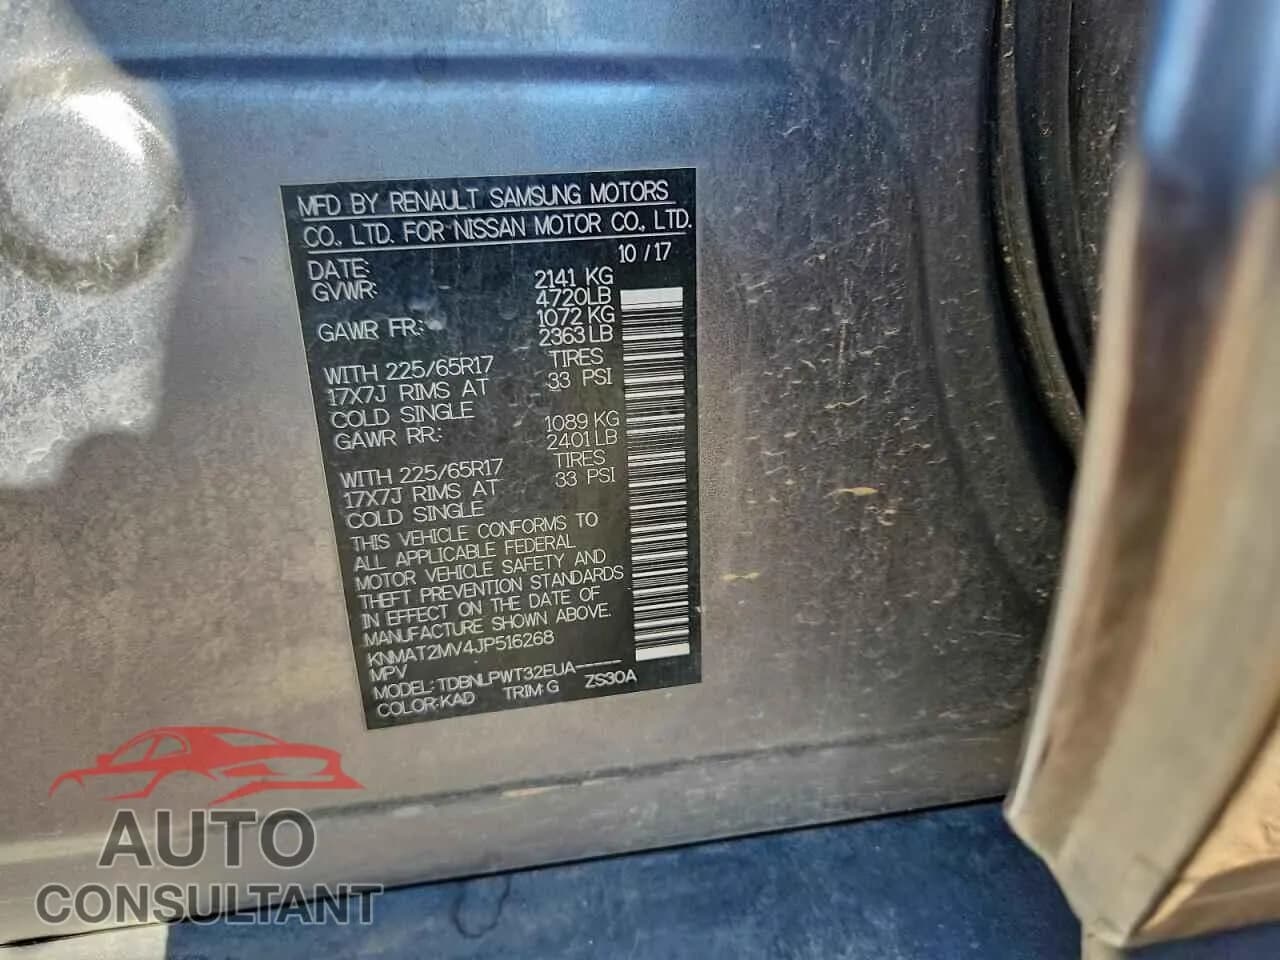 MFD BY RENAULT SAMSUNG MOTORS
CO., LTD. FOR NISSAN MOTOR CO., LTD.
DATE: 10/17
GVWR: 2141 KG
4720LB
GAWR FR: 1072 KG
2363LB
WITH 225/65R17 TIRES
17X7J RIMS AT 33 PSI
COLD SINGLE
GAWR RR: 1089 KG
2401LB
WITH 225/65R17 TIRES
17X7J RIMS AT 33 PSI
COLD SINGLE
THIS VEHICLE CONFORMS TO
ALL APPLICABLE FEDERAL
MOTOR VEHICLE SAFETY AND
THEFT PREVENTION STANDARDS
IN EFFECT ON THE DATE OF
MANUFACTURE SHOWN ABOVE.
KNMAT2MV4JP516268
MPV
MODEL: TDBNLPWT32EUA-----
COLOR:KAD TRIM:G ZS30A
AUTO
CONSULTANT